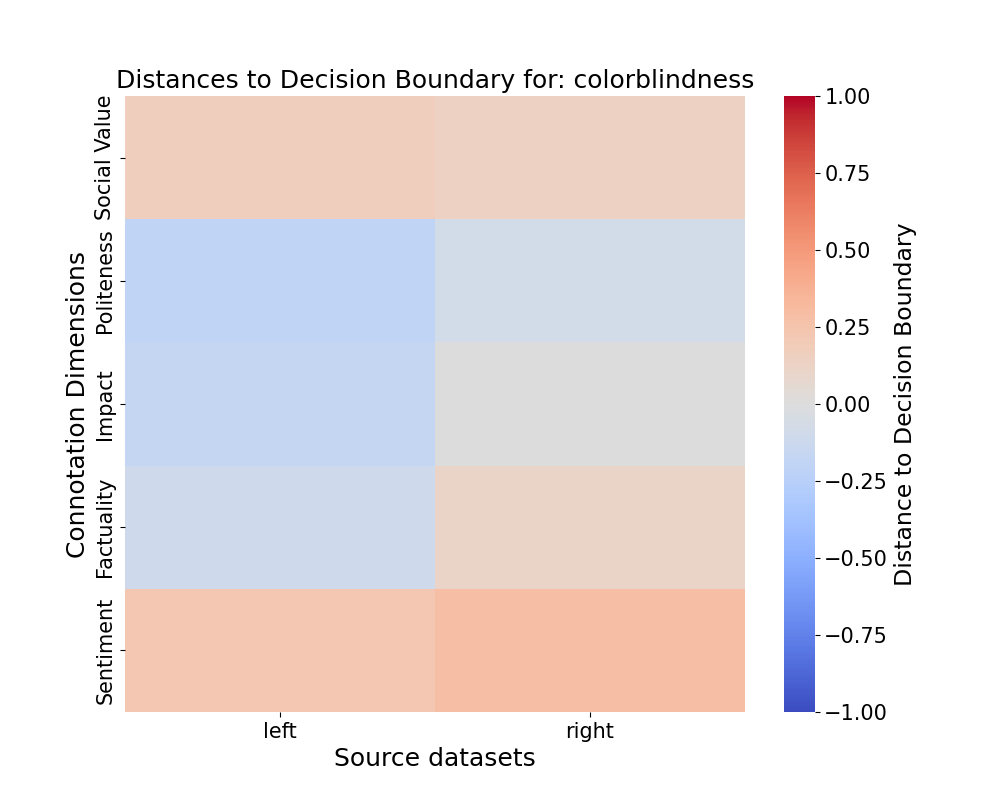 Distances to Decision Boundary for: colorblindness
Connotation Dimensions
Social Value
Politeness
Impact
Factuality
Sentiment
left
right
Source datasets
1.00
0.75
0.50
0.25
0.00
−0.25
−0.50
−0.75
−1.00
Distance to Decision Boundary